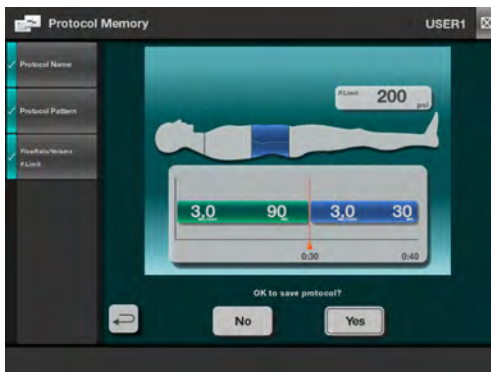 Protocol Memory
USER1
Protocol Name
Protocol Pattern
FlowRate/Volume
P.Limit
P.Limit 200 psi
3.0 90 3.0 30
0:30 0:40
OK to save protocol?
No Yes